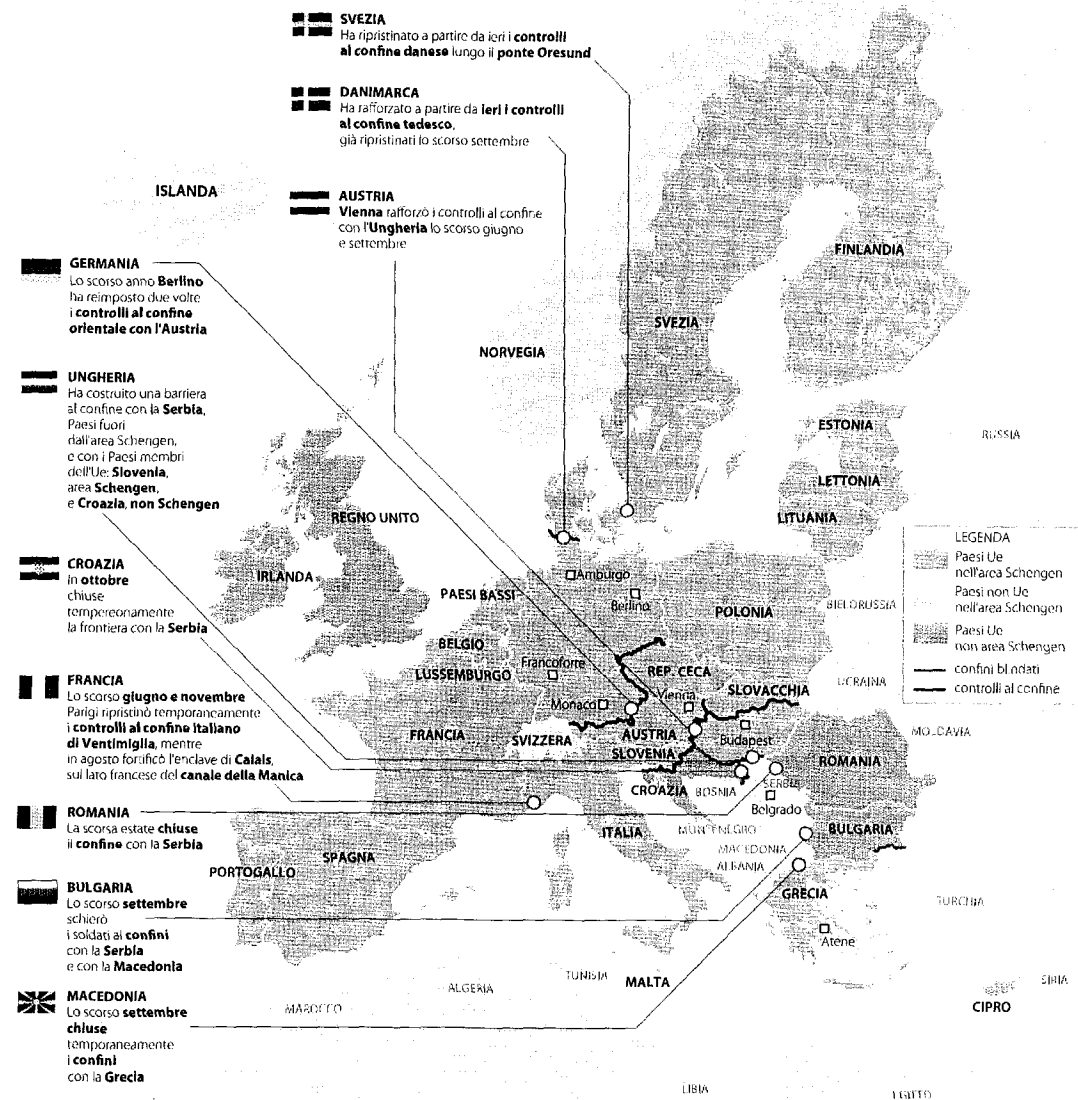 SVEZIA
Ha ripristinato a partire da ieri i controlli
al confine danese lungo il ponte Oresund
DANIMARCA
Ha rafforzato a partire da ieri i controlli
al confine tedesco,
già ripristinati lo scorso settembre
AUSTRIA
Vienna rafforzò i controlli al confine
con l'Ungheria lo scorso giugno
e settembre
GERMANIA
Lo scorso anno Berlino
ha reimposto due volte
i controlli al confine
orientale con l'Austria
UNGHERIA
Ha costruito una barriera
al confine con la Serbia,
Paesi fuori
dall'area Schengen,
e con i Paesi membri
dell'Ue: Slovenia,
area Schengen,
e Croazia, non Schengen
CROAZIA
In ottobre
chiuse
tempereonamente
la frontiera con la Serbia
FRANCIA
Lo scorso giugno e novembre
Parigi ripristinò temporaneamente
i controlli al confine italiano
di Ventimiglia, mentre
in agosto fortificò l'enclave di Calais,
sul lato francese del canale della Manica
ROMANIA
La scorsa estate chiuse
il confine con la Serbia
BULGARIA
Lo scorso settembre
schierò
i soldati ai confini
con la Serbia
e con la Macedonia
MACEDONIA
Lo scorso settembre
chiuse
temporaneamente
i confini
con la Grecia
ISLANDA
FINLANDIA
SVEZIA
NORVEGIA
ESTONIA
RUSSIA
LETTONIA
LITUANIA
REGNO UNITO
IRLANDA
PAESI BASSI
Amburgo
Berlino
POLONIA
BIELORUSSIA
BELGIO
LUSSEMBURGO
Francoforte
REP. CECA
SLOVACCHIA
UCRAINA
Monaco
Vienna
FRANCIA
SVIZZERA
AUSTRIA
Budapest
MOLDAVIA
SLOVENIA
ROMANIA
CROAZIA
BOSNIA
SERBIA
Belgrado
ITALIA
MONTENEGRO
BULGARIA
MACEDONIA
ALBANIA
SPAGNA
PORTOGALLO
GRECIA
TURCHIA
Atene
TUNISIA
MALTA
ALGERIA
MAROCCO
SIRIA
CIPRO
LIBIA
EGITTO
LEGENDA
Paesi Ue
nell'area Schengen
Paesi non Ue
nell'area Schengen
Paesi Ue
non area Schengen
confini blindati
controlli al confine